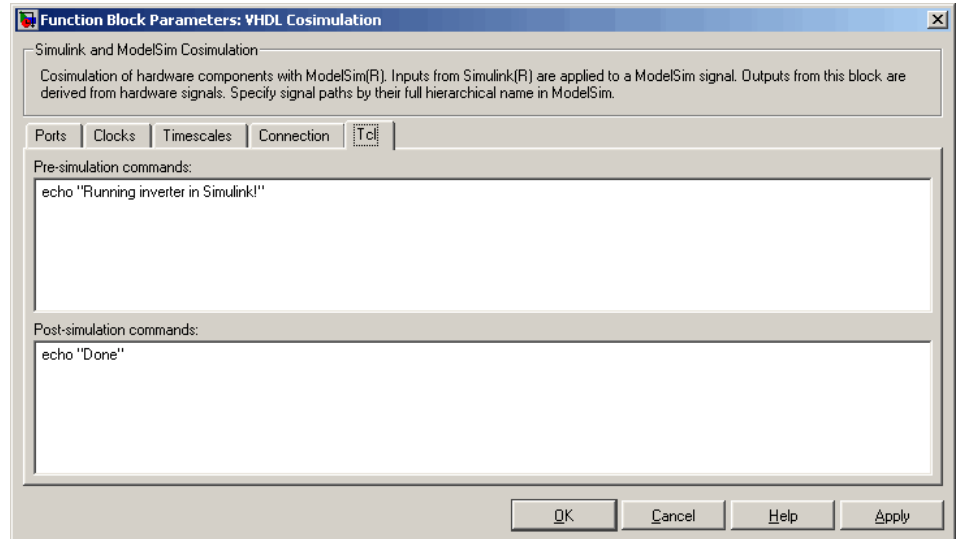 Function Block Parameters: VHDL Cosimulation
Simulink and ModelSim Cosimulation
Cosimulation of hardware components with ModelSim(R). Inputs from Simulink(R) are applied to a ModelSim signal. Outputs from this block are
derived from hardware signals. Specify signal paths by their full hierarchical name in ModelSim.
Ports Clocks Timescales Connection Tcl
Pre-simulation commands:
echo "Running inverter in Simulink!"
Post-simulation commands:
echo "Done"
OK Cancel Help Apply